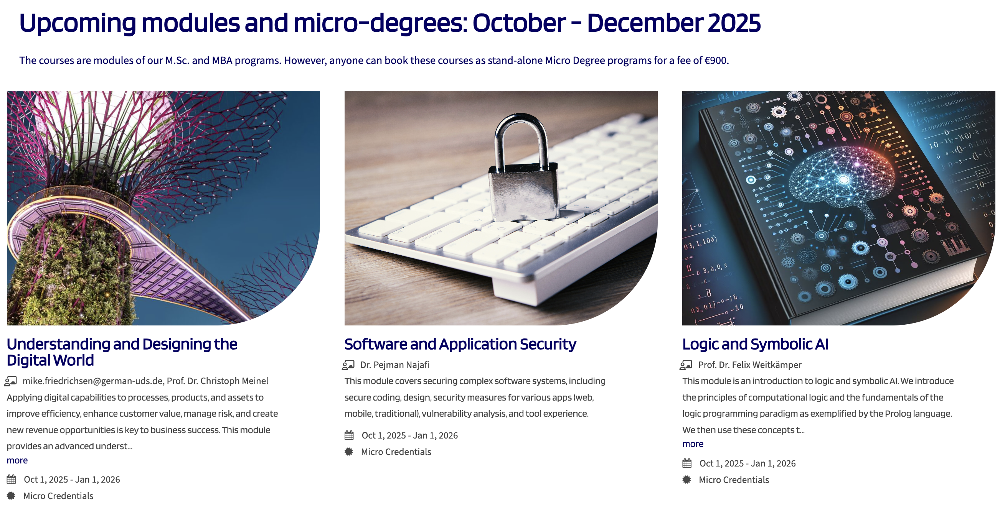 Upcoming modules and micro-degrees: October - December 2025
The courses are modules of our M.Sc. and MBA programs. However, anyone can book these courses as stand-alone Micro Degree programs for a fee of €900.
Understanding and Designing the
Digital World
mike.friedrichsen@german-uds.de, Prof. Dr. Christoph Meinel
Applying digital capabilities to processes, products, and assets to
improve efficiency, enhance customer value, manage risk, and create
new revenue opportunities is key to business success. This module
provides an advanced underst...
more
Oct 1, 2025 - Jan 1, 2026
Micro Credentials
Software and Application Security
Dr. Pejman Najafi
This module covers securing complex software systems, including
secure coding, design, security measures for various apps (web,
mobile, traditional), vulnerability analysis, and tool experience.
Oct 1, 2025 - Jan 1, 2026
Micro Credentials
Logic and Symbolic AI
Prof. Dr. Felix Weitkämper
This module is an introduction to logic and symbolic AI. We introduce
the principles of computational logic and the fundamentals of the
logic programming paradigm as exemplified by the Prolog language.
We then use these concepts t...
more
Oct 1, 2025 - Jan 1, 2026
Micro Credentials